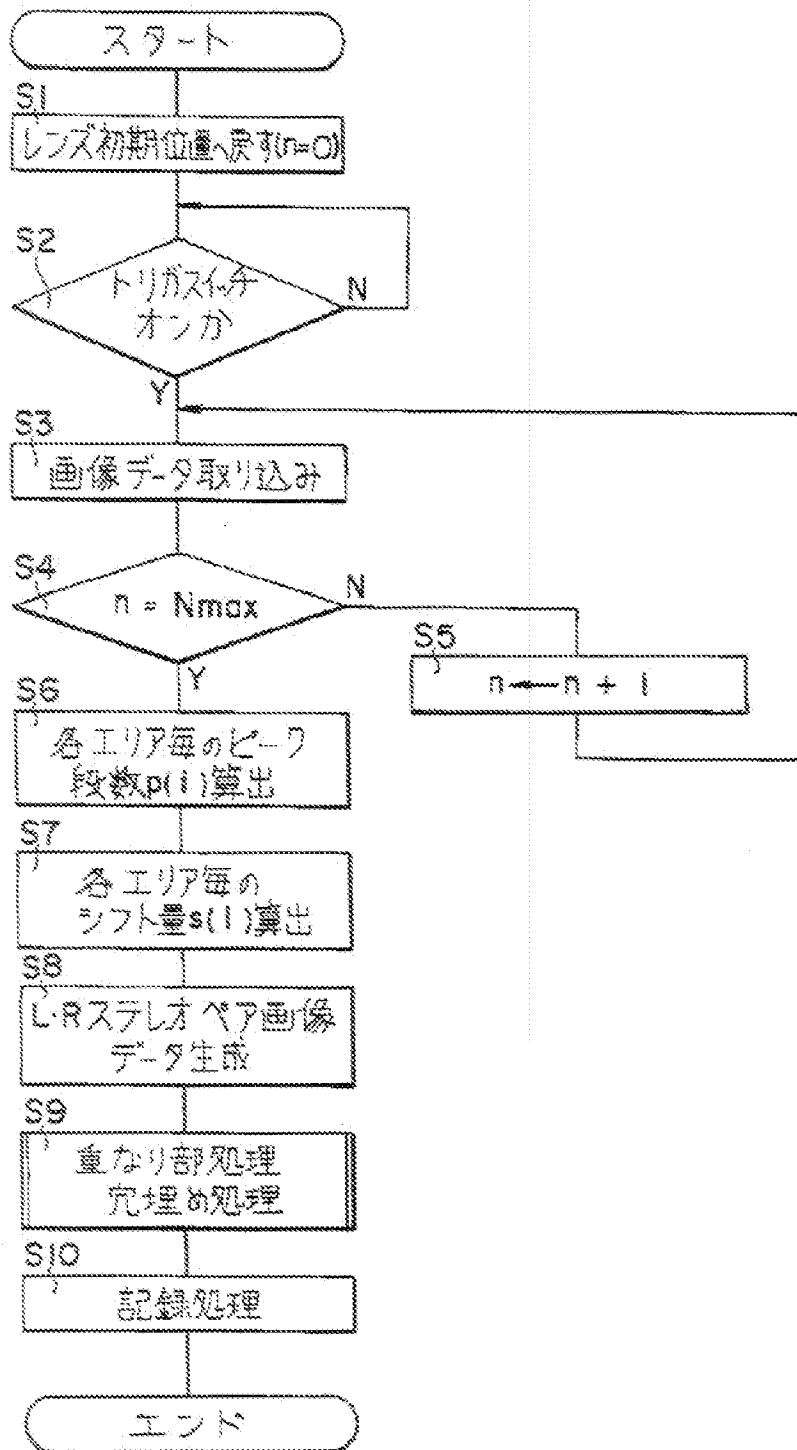 スタート
S1
レンズ初期位置へ戻す(n=0)
S2
トリガスイッチ
オンか
N
Y
S3
画像データ取り込み
S4
n = Nmax
N
Y
S5
n ← n + 1
S6
各エリア毎のピーク
段数p(i)算出
S7
各エリア毎の
シフト量s(i)算出
S8
L·Rステレオペア画像
データ生成
S9
重なり部処理
穴埋め処理
S10
記録処理
エンド